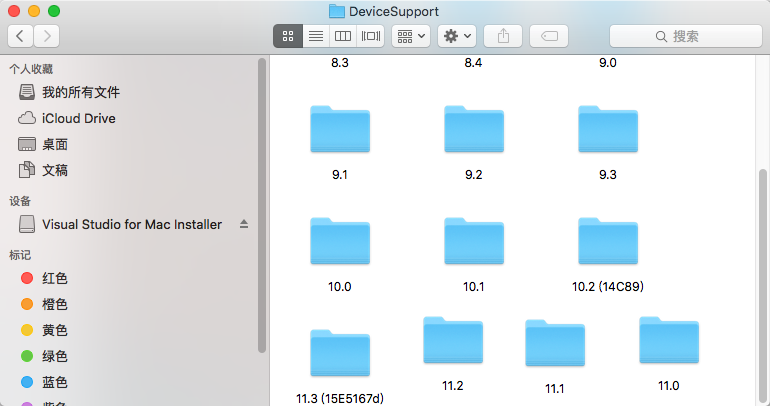 DeviceSupport
搜索
个人收藏
我的所有文件
iCloud Drive
桌面
文稿
设备
Visual Studio for Mac Installer
标记
红色
橙色
黄色
绿色
蓝色
紫色
8.3
8.4
9.0
9.1
9.2
9.3
10.0
10.1
10.2 (14C89)
11.3 (15E5167d)
11.2
11.1
11.0